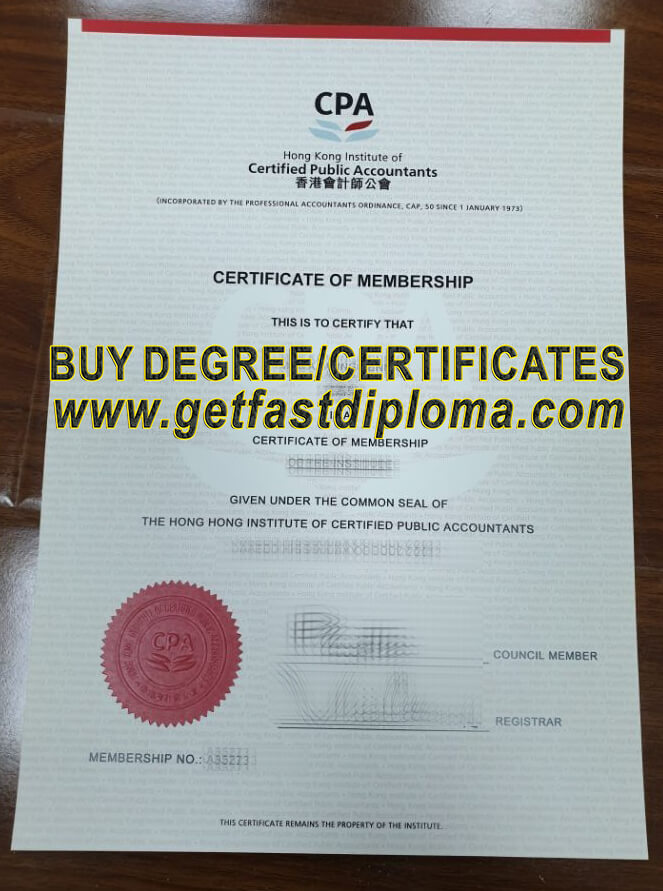 CPA
Hong Kong Institute of
Certified Public Accountants
香港會計師公會
(INCORPORATED BY THE PROFESSIONAL ACCOUNTANTS ORDINANCE, CAP, 50 SINCE 1 JANUARY 1973)
CERTIFICATE OF MEMBERSHIP
THIS IS TO CERTIFY THAT
BUY DEGREE/CERTIFICATES
www.getfastdiploma.com
CERTIFICATE OF MEMBERSHIP
GIVEN UNDER THE COMMON SEAL OF
THE HONG HONG INSTITUTE OF CERTIFIED PUBLIC ACCOUNTANTS
CPA
COUNCIL MEMBER
REGISTRAR
MEMBERSHIP NO.:
THIS CERTIFICATE REMAINS THE PROPERTY OF THE INSTITUTE.